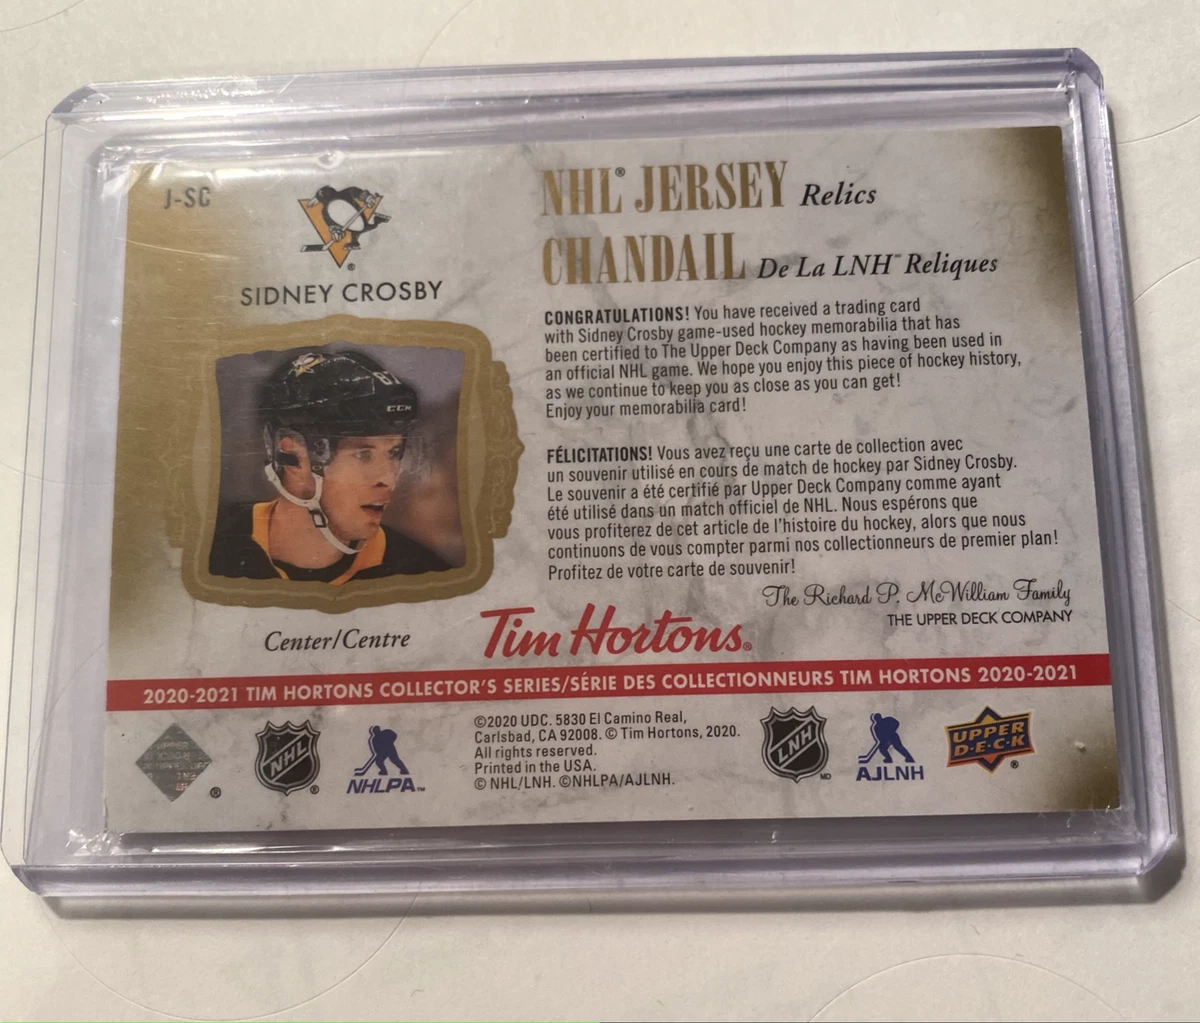 J-SC
SIDNEY CROSBY
87
CCM
Center/Centre
NHL® JERSEY Relics
CHANDAIL De La LNH™ Reliques
CONGRATULATIONS! You have received a trading card
with Sidney Crosby game-used hockey memorabilia that has
been certified to The Upper Deck Company as having been used in
an official NHL game. We hope you enjoy this piece of hockey history,
as we continue to keep you as close as you can get!
Enjoy your memorabilia card!
FÉLICITATIONS! Vous avez reçu une carte de collection avec
un souvenir utilisé en cours de match de hockey par Sidney Crosby.
Le souvenir a été certifié par Upper Deck Company comme ayant
été utilisé dans un match officiel de NHL. Nous espérons que
vous profiterez de cet article de l'histoire du hockey, alors que nous
continuons de vous compter parmi nos collectionneurs de premier plan!
Profitez de votre carte de souvenir!
The Richard P. McWilliam Family
THE UPPER DECK COMPANY
Tim Hortons®
2020-2021 TIM HORTONS COLLECTOR'S SERIES/SÉRIE DES COLLECTIONNEURS TIM HORTONS 2020-2021
NHL ®
NHLPA™
©2020 UDC. 5830 El Camino Real,
Carlsbad, CA 92008. © Tim Hortons, 2020.
All rights reserved.
Printed in the USA.
© NHL/LNH. ©NHLPA/AJLNH.
LNH MD
AJLNH
UPPER
D·E·C·K ®